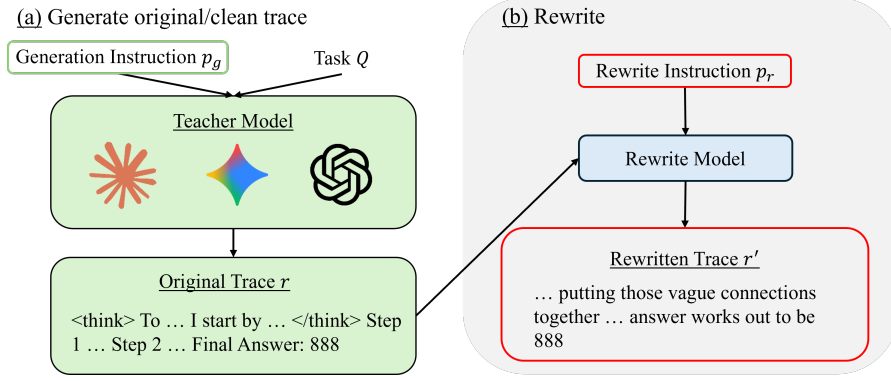 (a) Generate original/clean trace
Generation Instruction p_g
Task Q
Teacher Model
Original Trace r
<think> To … I start by … </think> Step
1 … Step 2 … Final Answer: 888
(b) Rewrite
Rewrite Instruction p_r
Rewrite Model
Rewritten Trace r′
… putting those vague connections
together … answer works out to be
888